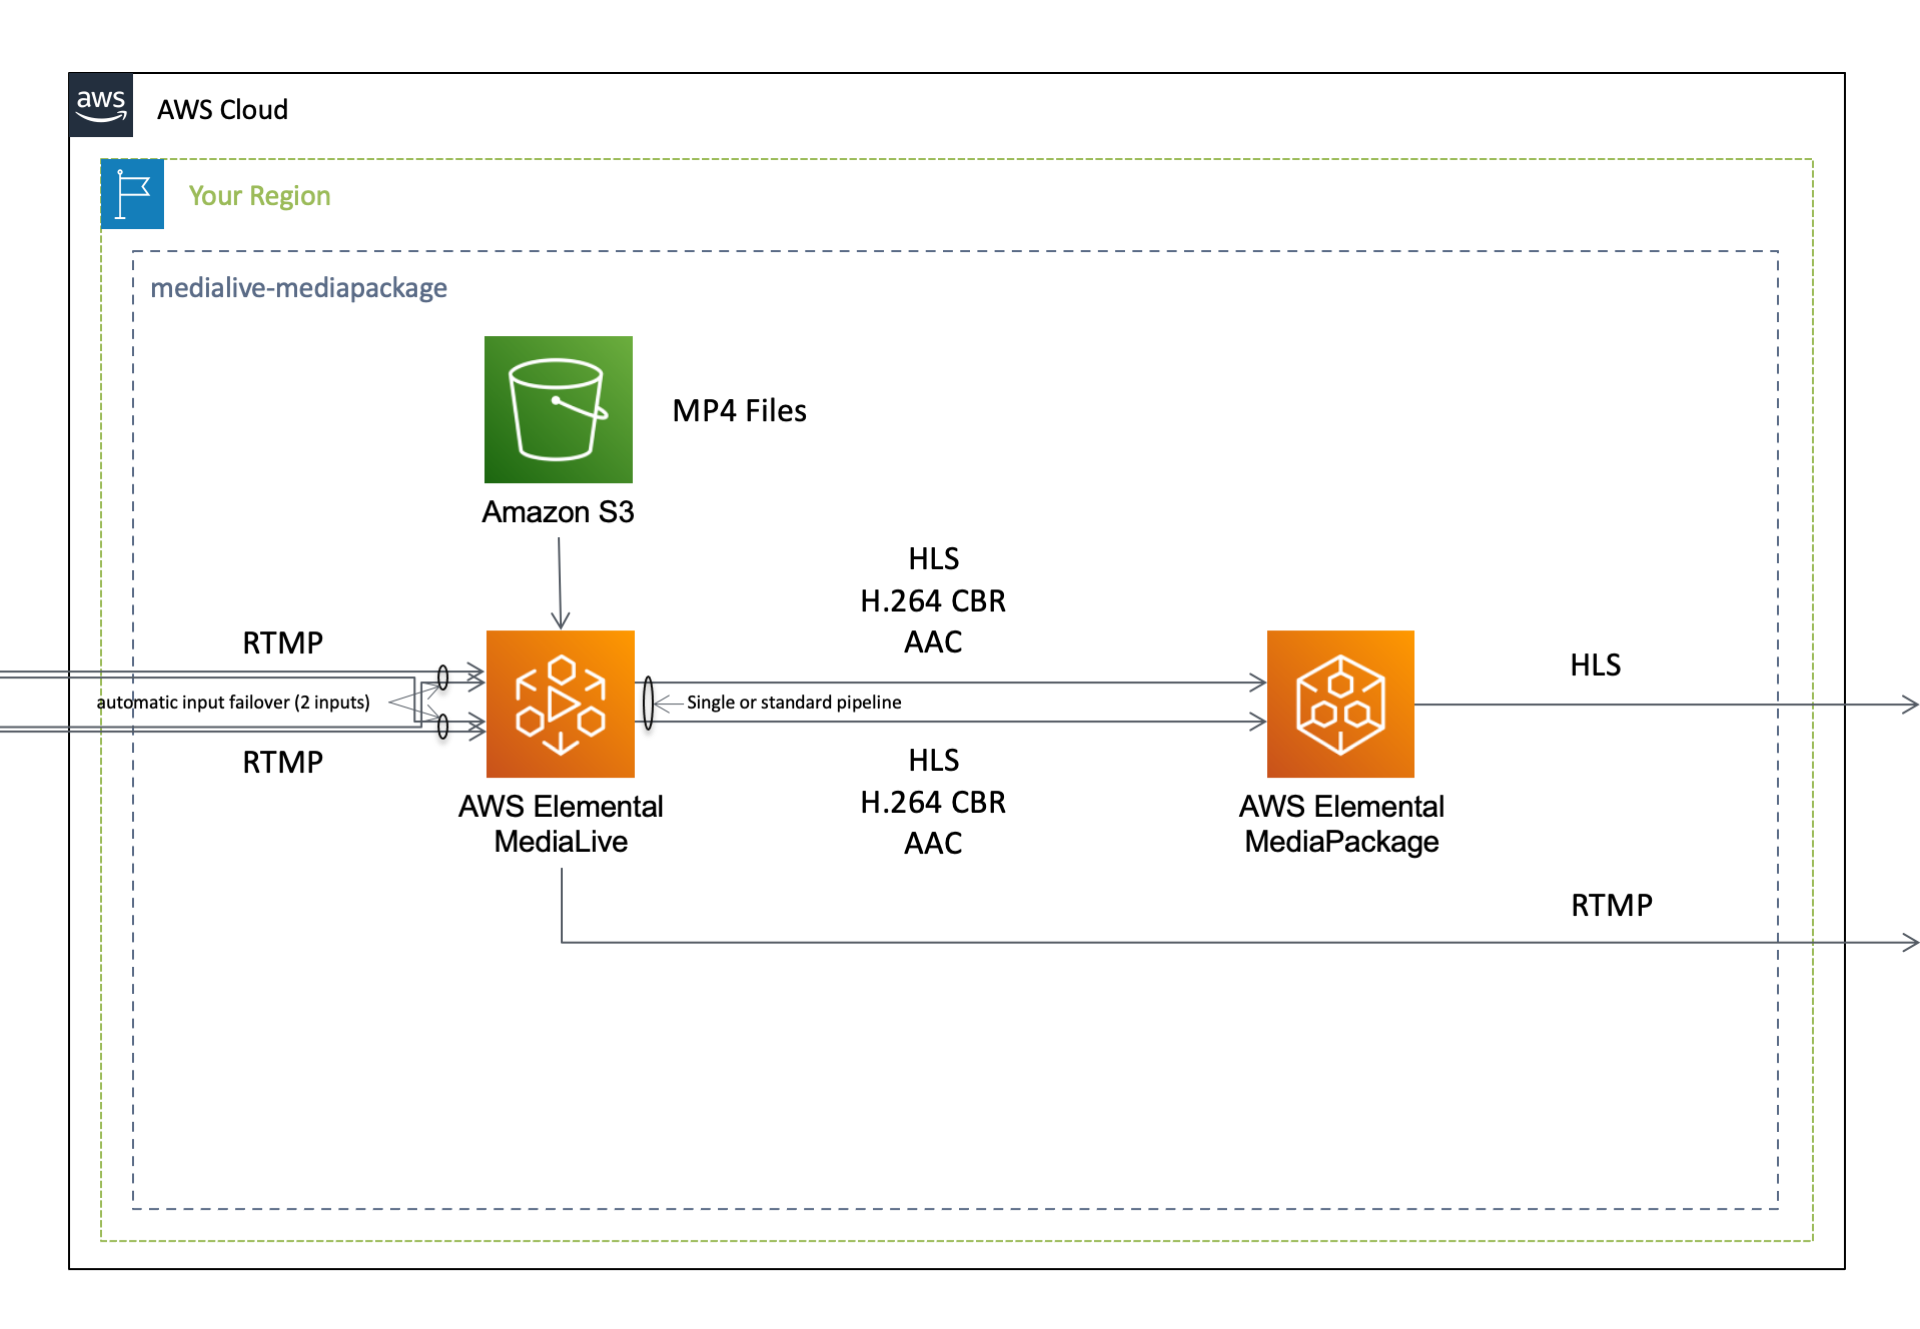 aws
AWS Cloud
Your Region
medialive-mediapackage
MP4 Files
Amazon S3
HLS
H.264 CBR
AAC
RTMP
HLS
automatic input failover (2 inputs)
Single or standard pipeline
RTMP
HLS
H.264 CBR
AAC
AWS Elemental
MediaLive
AWS Elemental
MediaPackage
RTMP